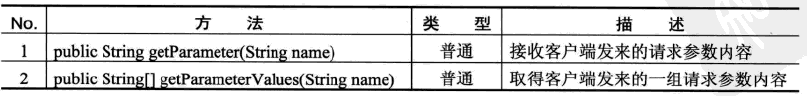 No. 方 法 类 型 描 述
1 public String getParameter(String name) 普通 接收客户端发来的请求参数内容
2 public String[] getParameterValues(String name) 普通 取得客户端发来的一组请求参数内容